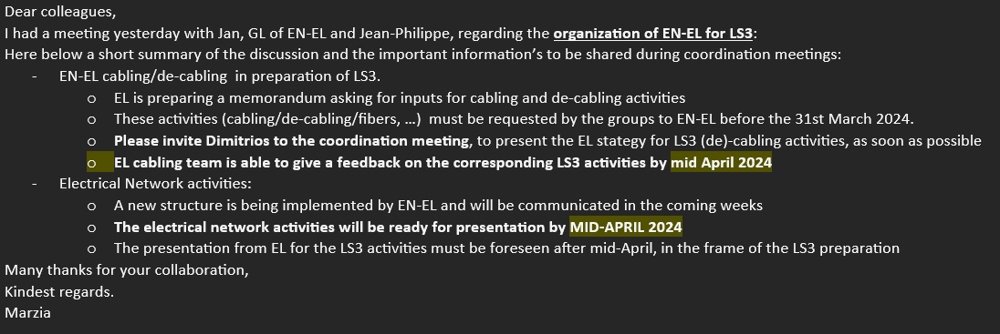 Dear colleagues,
I had a meeting yesterday with Jan, GL of EN-EL and Jean-Philippe, regarding the organization of EN-EL for LS3:
Here below a short summary of the discussion and the important information's to be shared during coordination meetings:
- EN-EL cabling/de-cabling in preparation of LS3.
o EL is preparing a memorandum asking for inputs for cabling and de-cabling activities
o These activities (cabling/de-cabling/fibers, ...) must be requested by the groups to EN-EL before the 31st March 2024.
o Please invite Dimitrios to the coordination meeting, to present the EL stategy for LS3 (de)-cabling activities, as soon as possible
o EL cabling team is able to give a feedback on the corresponding LS3 activities by mid April 2024
- Electrical Network activities:
o A new structure is being implemented by EN-EL and will be communicated in the coming weeks
o The electrical network activities will be ready for presentation by MID-APRIL 2024
o The presentation from EL for the LS3 activities must be foreseen after mid-April, in the frame of the LS3 preparation
Many thanks for your collaboration,
Kindest regards.
Marzia